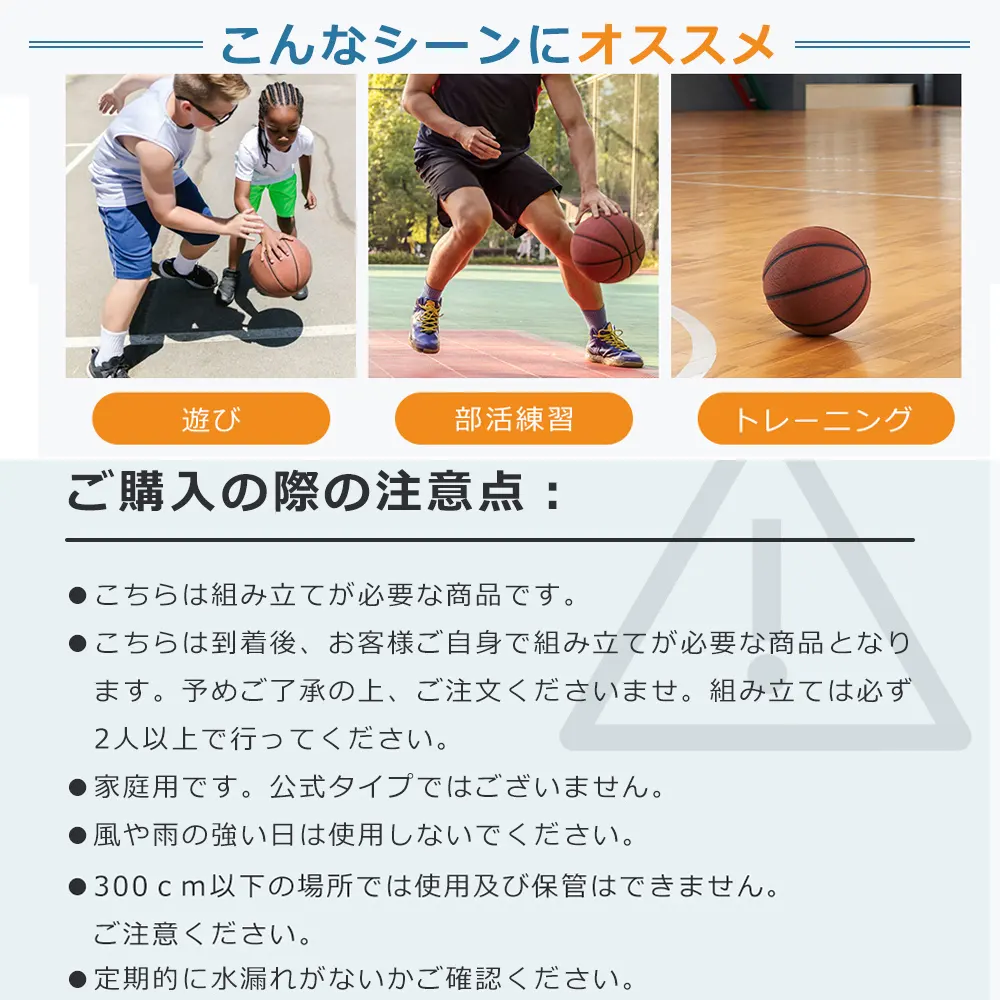 こんなシーンにオススメ
遊び
部活練習
トレーニング
ご購入の際の注意点：
●こちらは組み立てが必要な商品です。
●こちらは到着後、お客様ご自身で組み立てが必要な商品となり
ます。予めご了承の上、ご注文くださいませ。組み立ては必ず
2人以上で行ってください。
●家庭用です。公式タイプではございません。
●風や雨の強い日は使用しないでください。
●300ｃm以下の場所では使用及び保管はできません。
ご注意ください。
●定期的に水漏れがないかご確認ください。